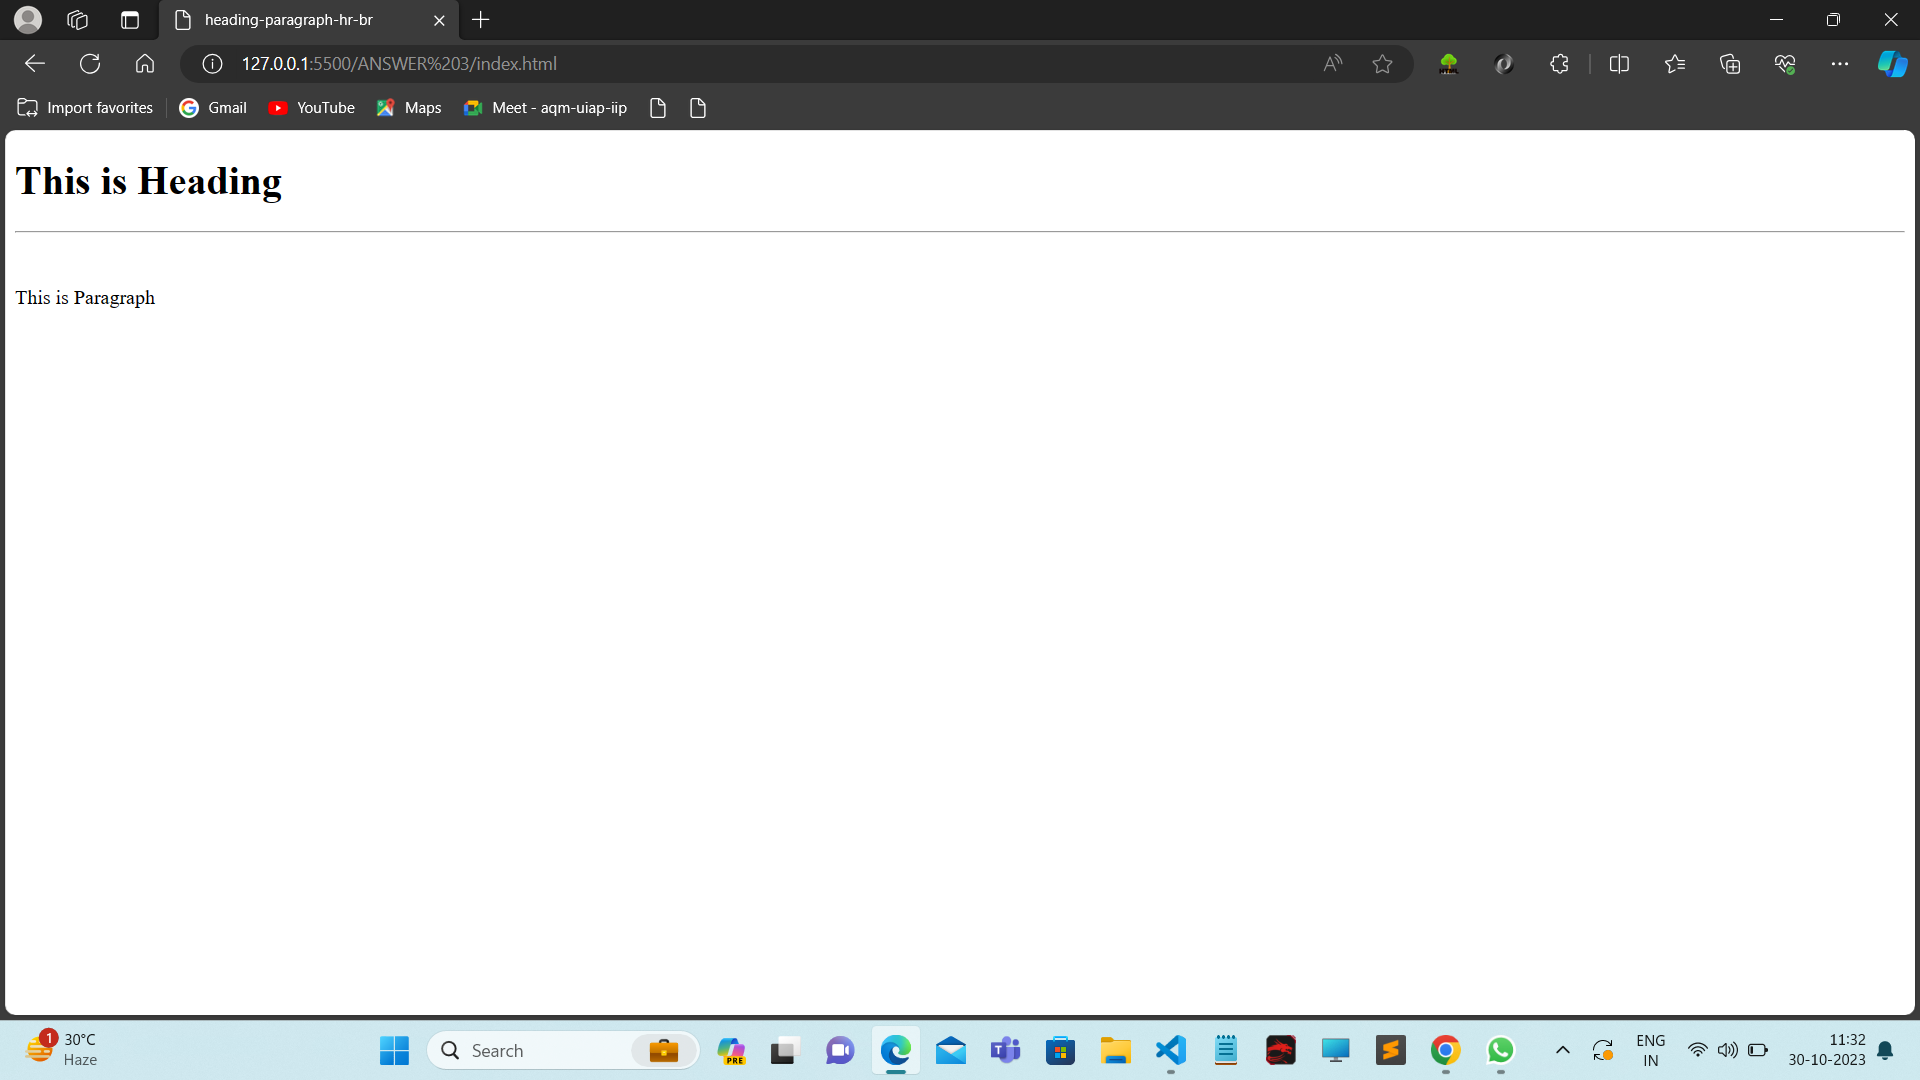 heading-paragraph-hr-br
127.0.0.1:5500/ANSWER%203/index.html
Import favorites Gmail YouTube Maps Meet - aqm-uiap-iip
This is Heading
This is Paragraph
1 30°C
Haze
Search
PRE
ENG
IN
11:32
30-10-2023